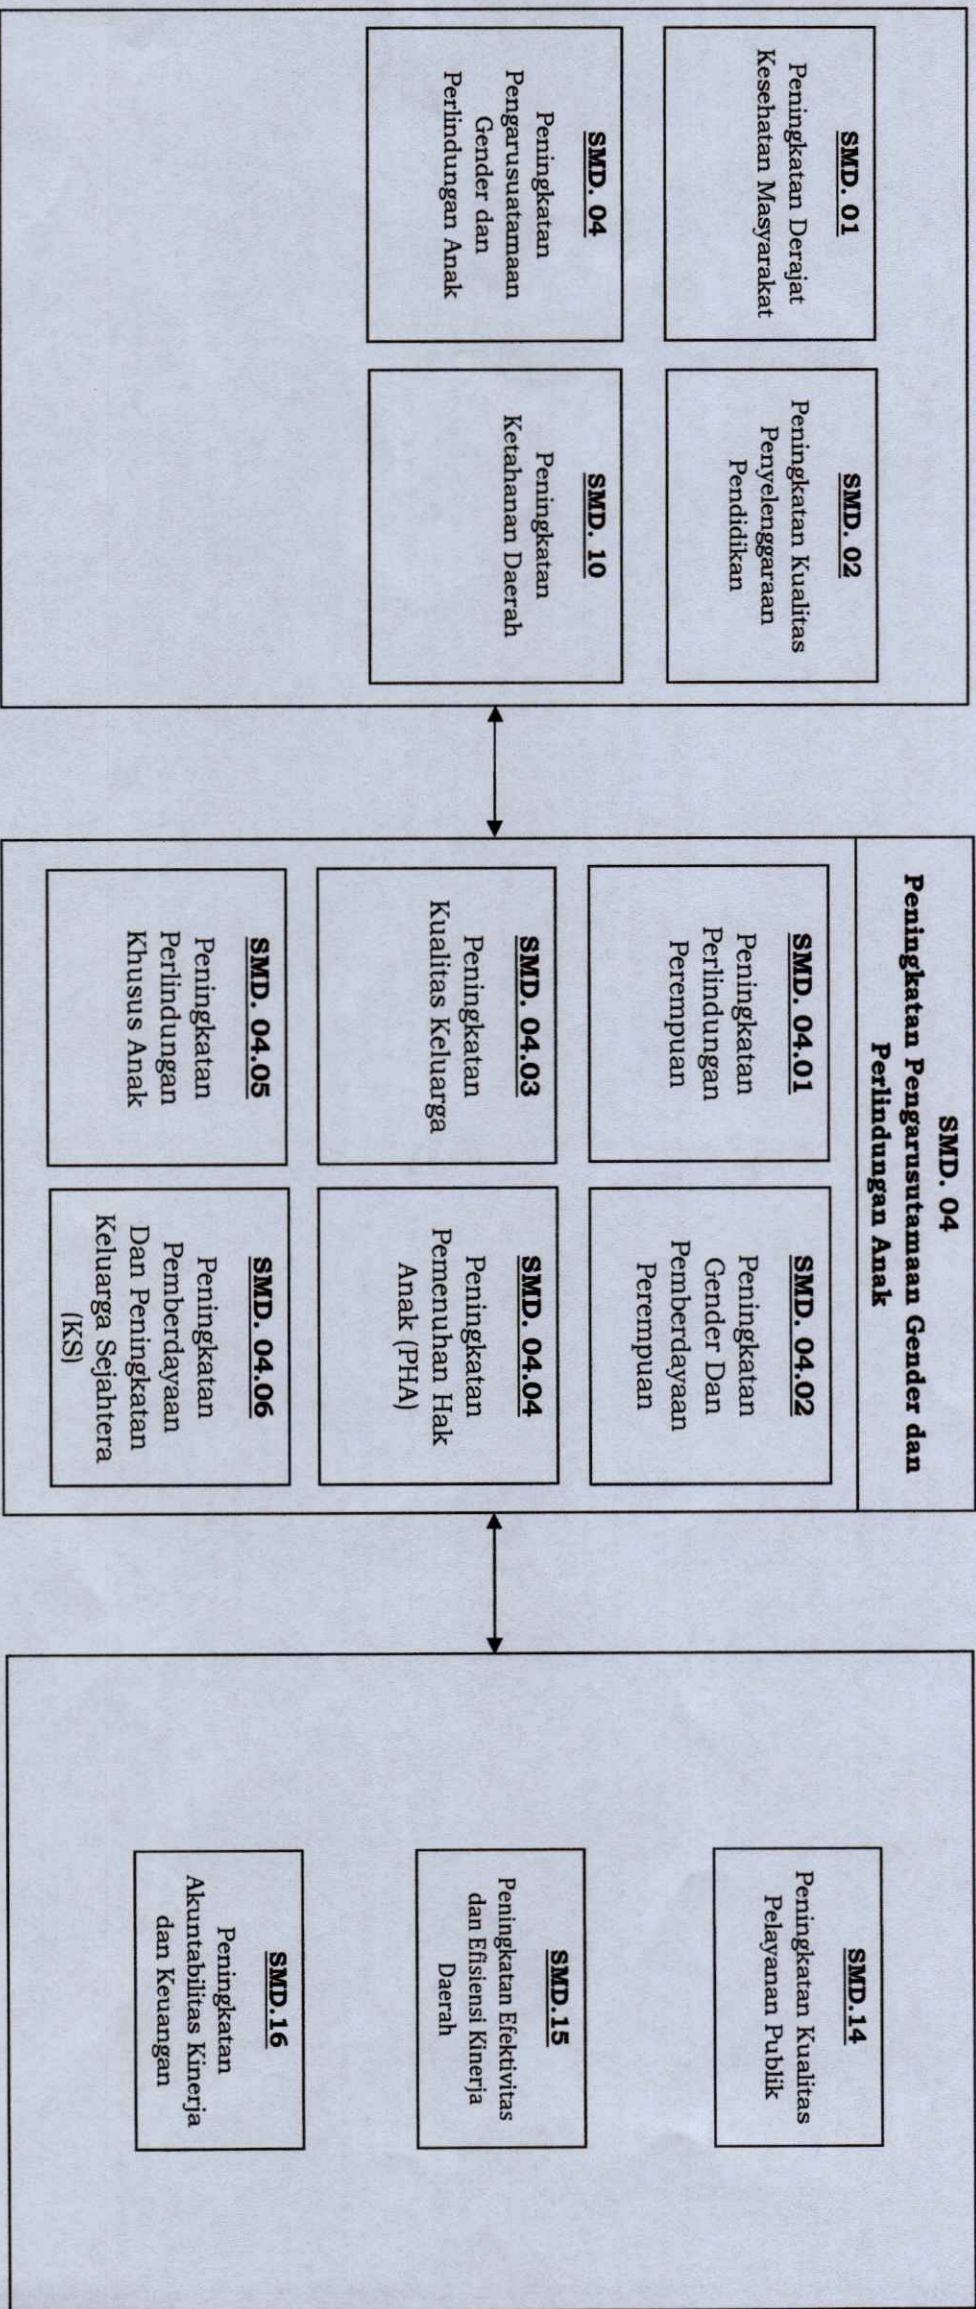 SMD. 01
Peningkatan Derajat
Kesehatan Masyarakat
SMD. 02
Peningkatan Kualitas
Penyelenggaraan
Pendidikan
SMD. 04
Peningkatan
Pengarusuatamaan
Gender dan
Perlindungan Anak
SMD. 10
Peningkatan
Ketahanan Daerah
SMD. 04
Peningkatan Pengarusutamaan Gender dan
Perlindungan Anak
SMD. 04.01
Peningkatan
Perlindungan
Perempuan
SMD. 04.02
Peningkatan
Gender Dan
Pemberdayaan
Perempuan
SMD. 04.03
Peningkatan
Kualitas Keluarga
SMD. 04.04
Peningkatan
Pemenuhan Hak
Anak (PHA)
SMD. 04.05
Peningkatan
Perlindungan
Khusus Anak
SMD. 04.06
Peningkatan
Pemberdayaan
Dan Peningkatan
Keluarga Sejahtera
(KS)
SMD.14
Peningkatan Kualitas
Pelayanan Publik
SMD.15
Peningkatan Efektivitas
dan Efisiensi Kinerja
Daerah
SMD.16
Peningkatan
Akuntabilitas Kinerja
dan Keuangan